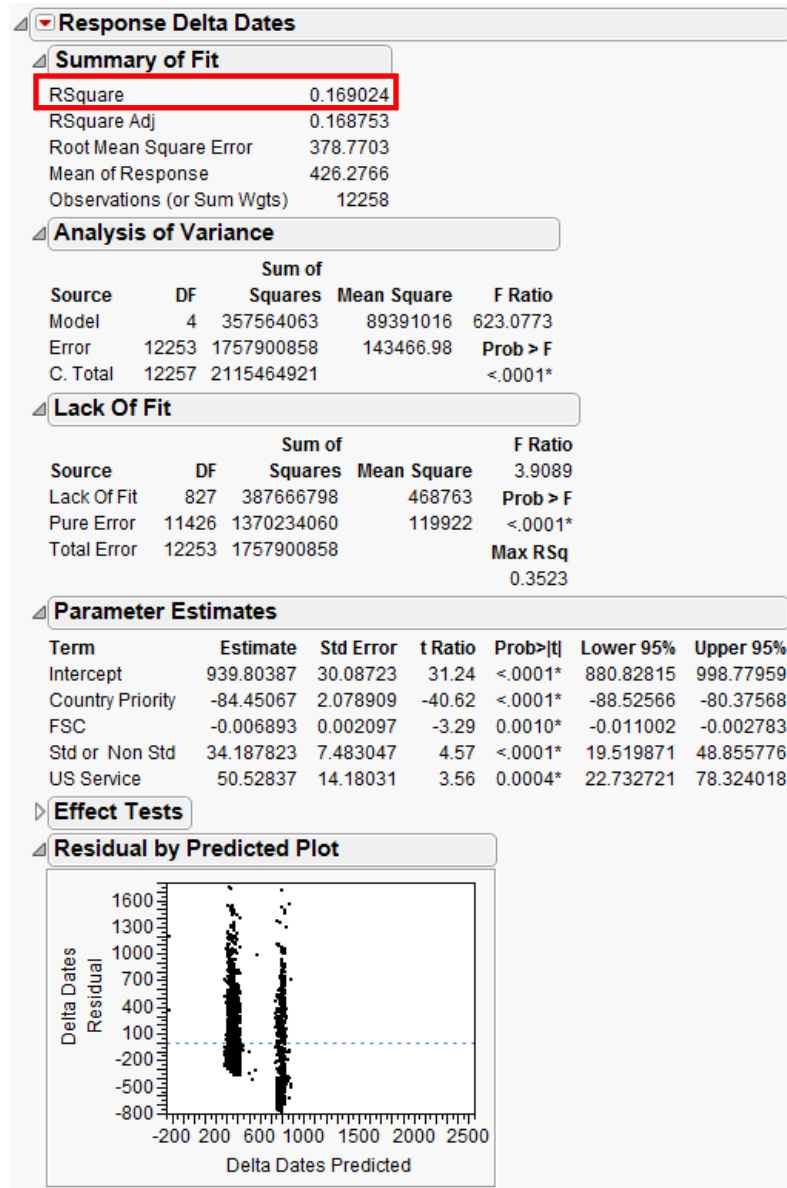 Response Delta Dates
Summary of Fit
RSquare 0.169024
RSquare Adj 0.168753
Root Mean Square Error 378.7703
Mean of Response 426.2766
Observations (or Sum Wgts) 12258
Analysis of Variance
Sum of
Source DF Squares Mean Square F Ratio
Model 4 357564063 89391016 623.0773
Error 12253 1757900858 143466.98 Prob > F
C. Total 12257 2115464921 <.0001*
Lack Of Fit
Sum of F Ratio
Source DF Squares Mean Square 3.9089
Lack Of Fit 827 387666798 468763 Prob > F
Pure Error 11426 1370234060 119922 <.0001*
Total Error 12253 1757900858 Max RSq
0.3523
Parameter Estimates
Term Estimate Std Error t Ratio Prob>|t| Lower 95% Upper 95%
Intercept 939.80387 30.08723 31.24 <.0001* 880.82815 998.77959
Country Priority -84.45067 2.078909 -40.62 <.0001* -88.52566 -80.37568
FSC -0.006893 0.002097 -3.29 0.0010* -0.011002 -0.002783
Std or Non Std 34.187823 7.483047 4.57 <.0001* 19.519871 48.855776
US Service 50.52837 14.18031 3.56 0.0004* 22.732721 78.324018
Effect Tests
Residual by Predicted Plot
Delta Dates
Residual
1600
1300
1000
700
400
100
-200
-500
-800
-200 200 600 1000 1500 2000 2500
Delta Dates Predicted